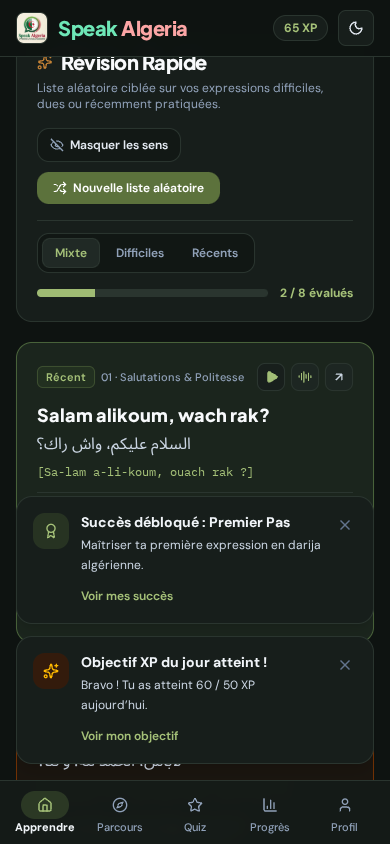 Speak Algeria
65 XP
Révision Rapide
Liste aléatoire ciblée sur vos expressions difficiles,
dues ou récemment pratiquées.
Masquer les sens
Nouvelle liste aléatoire
Mixte
Difficiles
Récents
2 / 8 évalués
Récent
01 · Salutations & Politesse
Salam alikoum, wach rak?
السلام عليكم، واش راك؟
[Sa-lam a-li-koum, ouach rak ?]
Succès débloqué : Premier Pas
Maîtriser ta première expression en darija
algérienne.
Voir mes succès
Objectif XP du jour atteint !
Bravo ! Tu as atteint 60 / 50 XP
aujourd’hui.
Voir mon objectif
Apprendre
Parcours
Quiz
Progrès
Profil